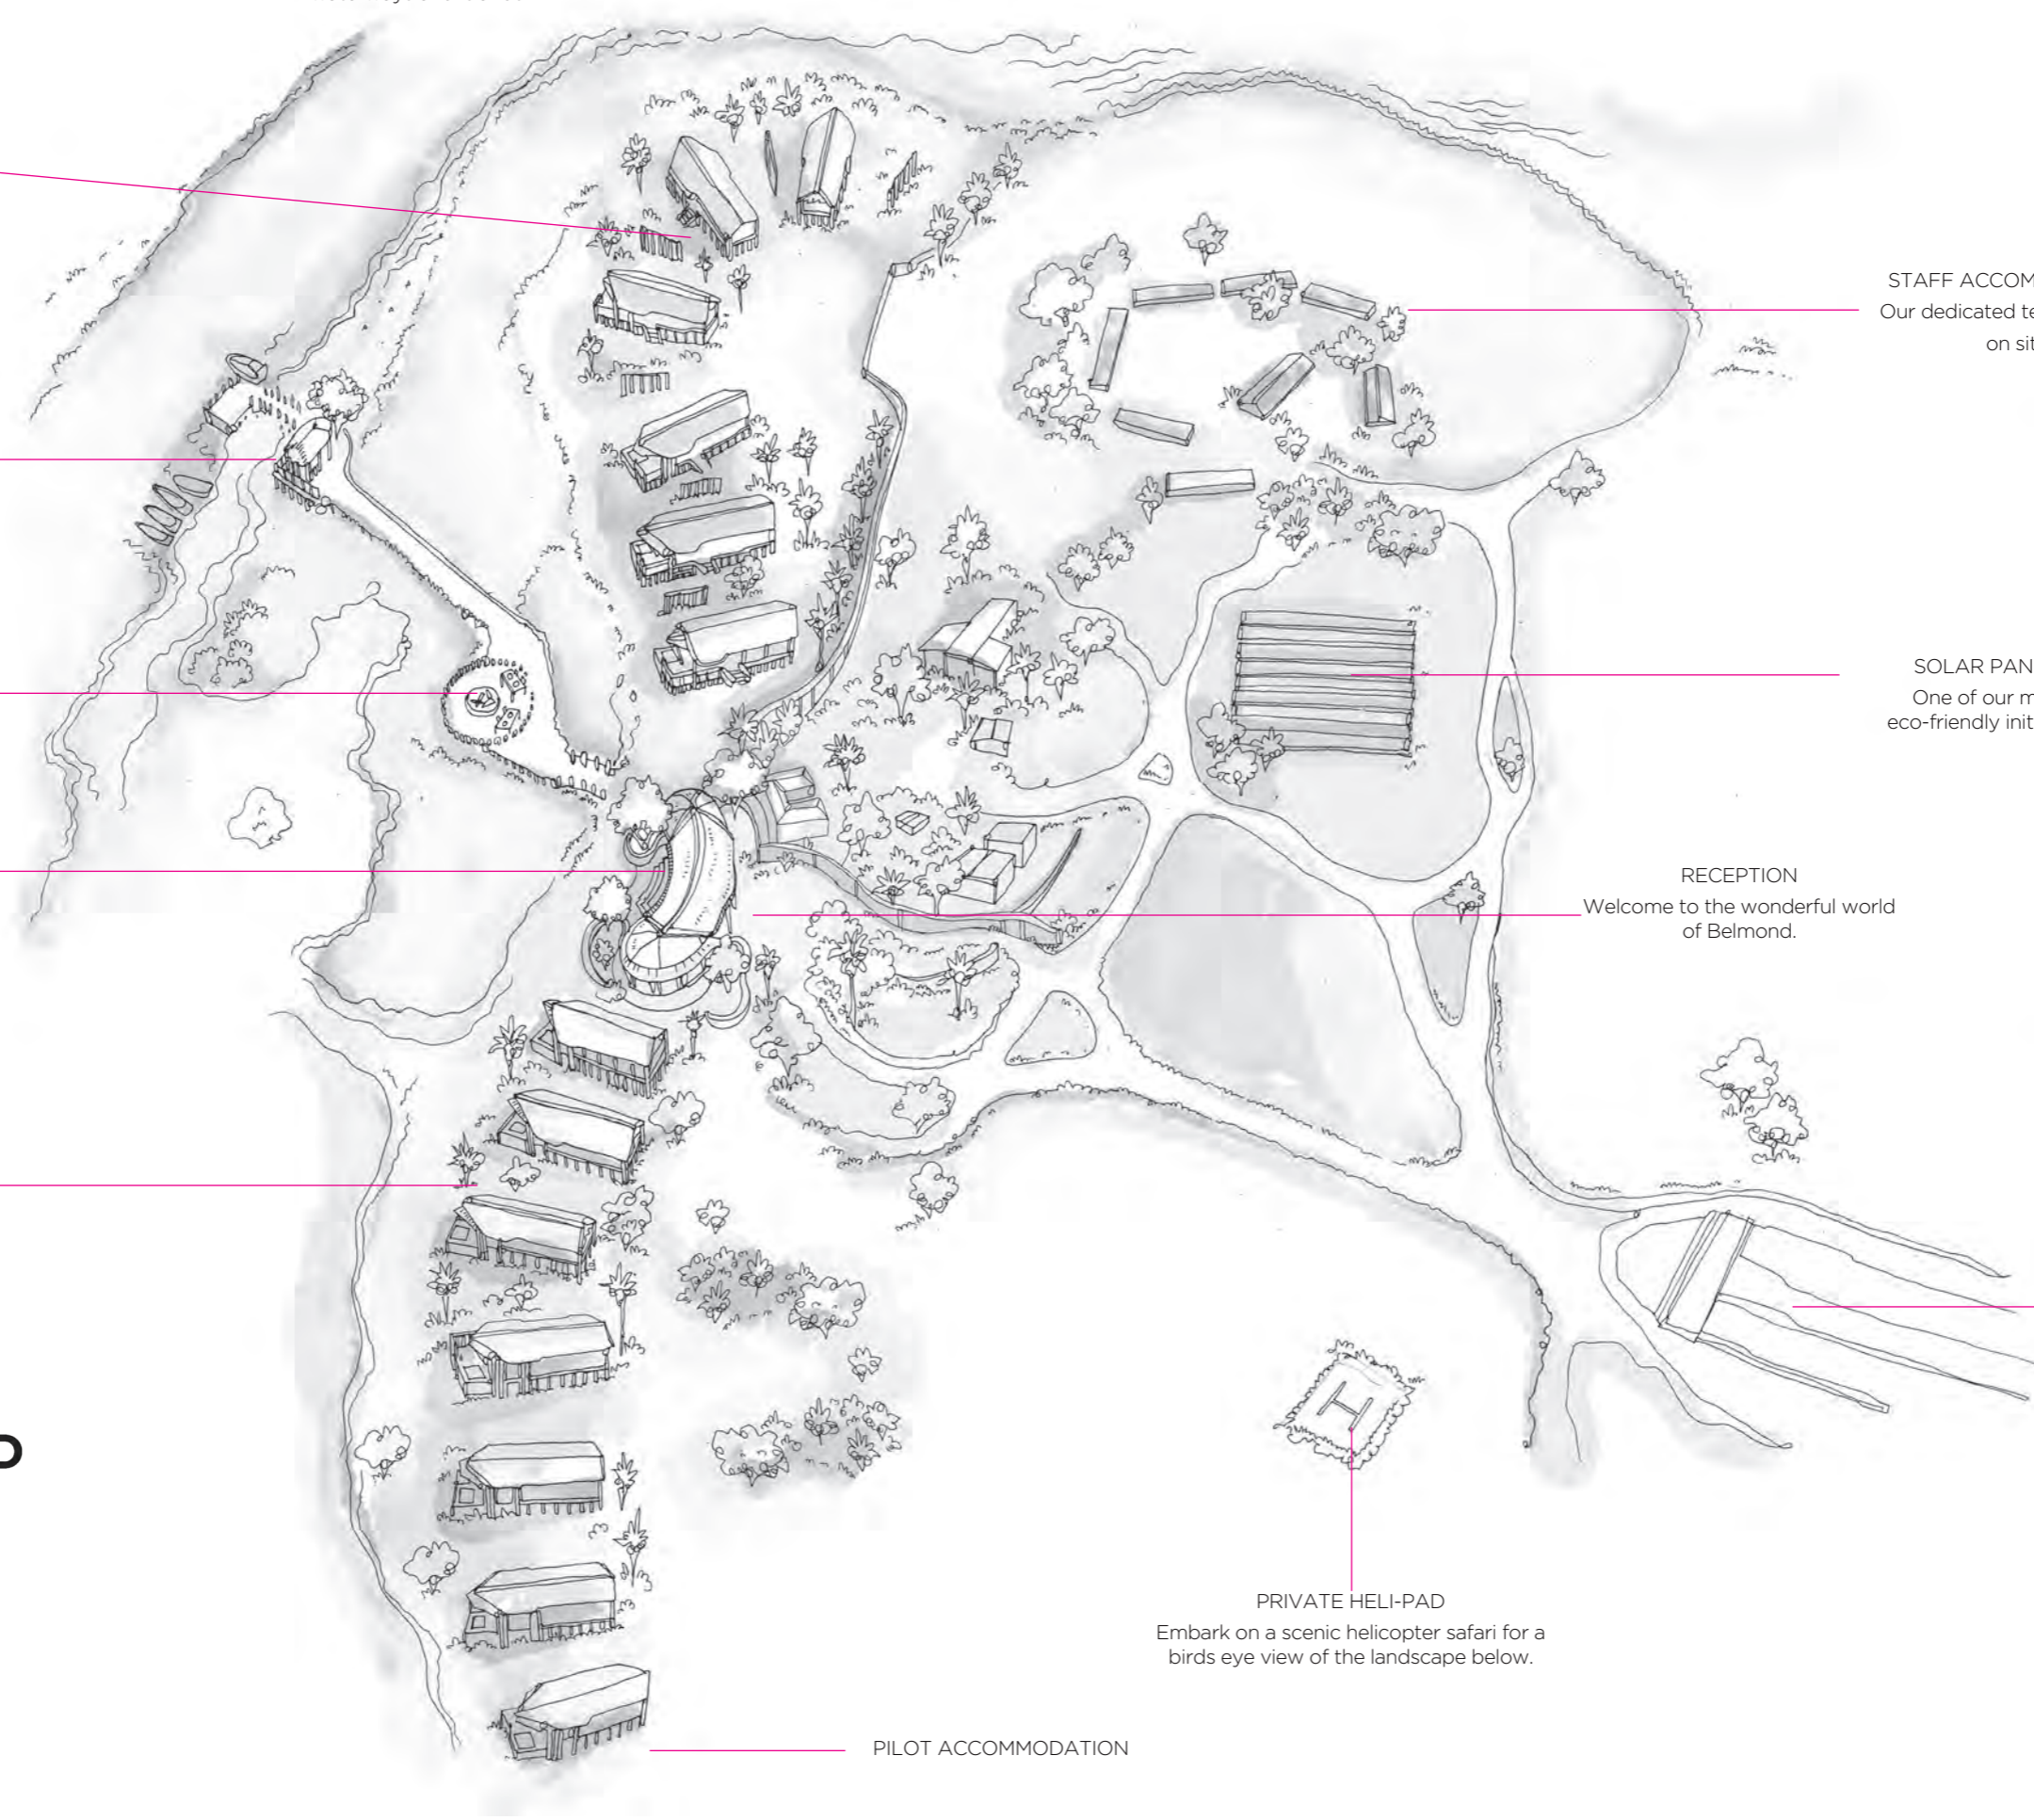 STAFF ACCOM
Our dedicated te
on sit
SOLAR PAN
One of our m
eco-friendly init
RECEPTION
Welcome to the wonderful world
of Belmond.
H
PRIVATE HELI-PAD
Embark on a scenic helicopter safari for a
birds eye view of the landscape below.
PILOT ACCOMMODATION